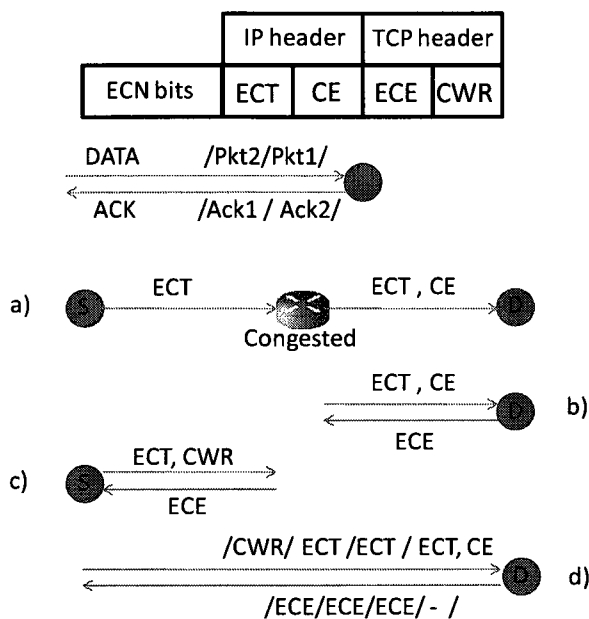 IP header TCP header
ECN bits ECT CE ECE CWR
DATA /Pkt2/Pkt1/
ACK /Ack1 / Ack2/
a) S ECT ECT , CE D
Congested
ECT , CE D b)
ECE
c) S ECT, CWR
ECE
/CWR/ ECT /ECT / ECT, CE D d)
/ECE/ECE/ECE/ - /